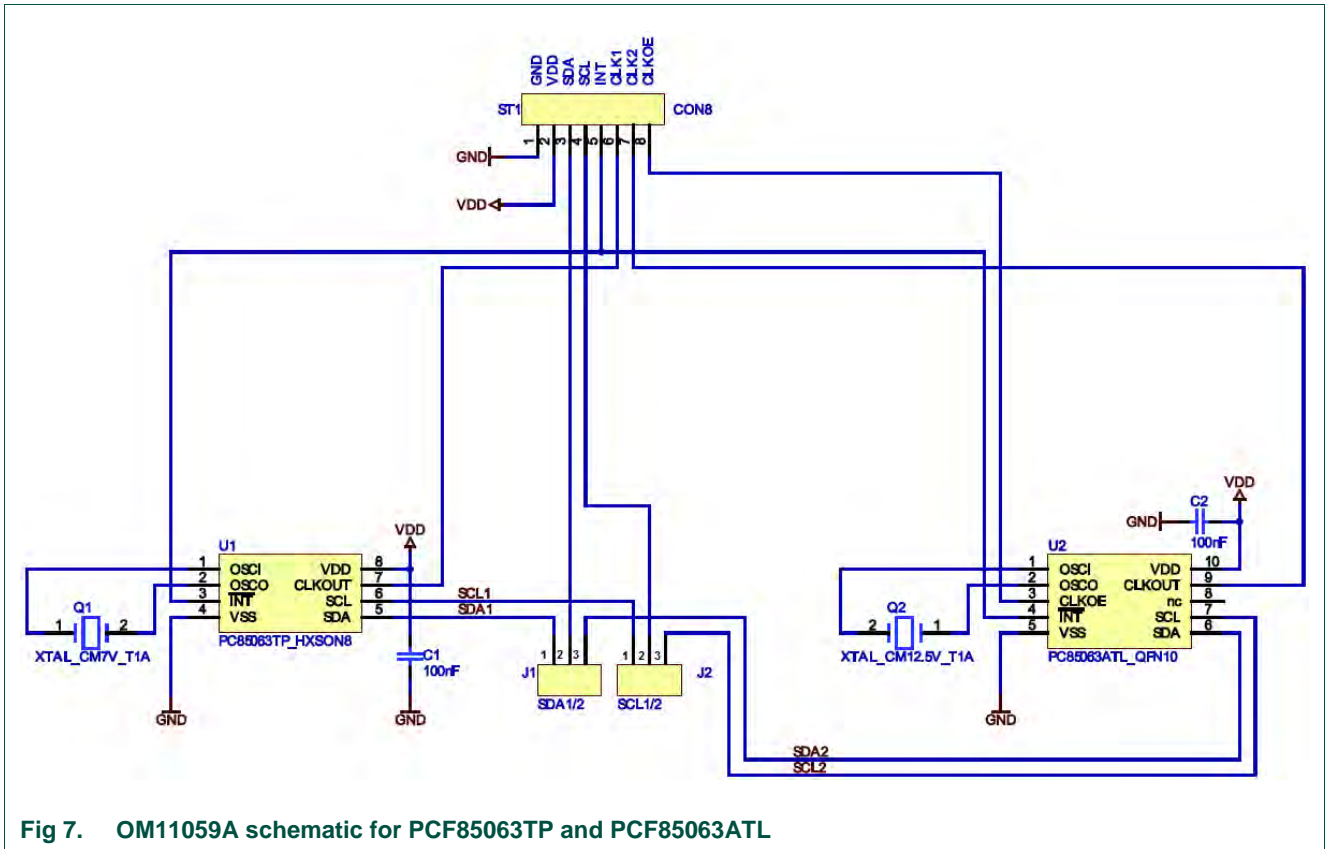 GND
VDD
SDA
SCL
INT
CLK1
CLK2
CLKOE
ST1
CON8
1
2
3
4
5
6
7
8
GND
VDD
VDD
C2
GND
100nF
VDD
U1
1 OSCI VDD 8
2 OSCO CLKOUT 7
3 INT SCL 6
4 VSS SDA 5
PC85063TP_HXSON8
SCL1
SDA1
Q1
1 2
XTAL_CM7V_T1A
C1
100nF
GND
GND
1 2 3
J1
SDA1/2
1 2 3
J2
SCL1/2
U2
1 OSCI VDD 10
2 OSCO CLKOUT 9
3 CLKOE nc 8
4 INT SCL 7
5 VSS SDA 6
PC85063ATL_QFN10
Q2
2 1
XTAL_CM12.5V_T1A
GND
SDA2
SCL2
Fig 7. OM11059A schematic for PCF85063TP and PCF85063ATL